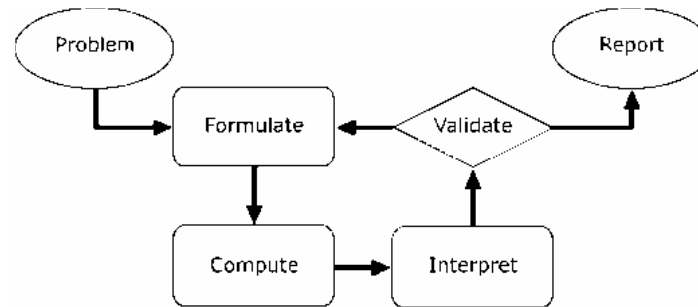 Problem
Report
Formulate
Validate
Compute
Interpret